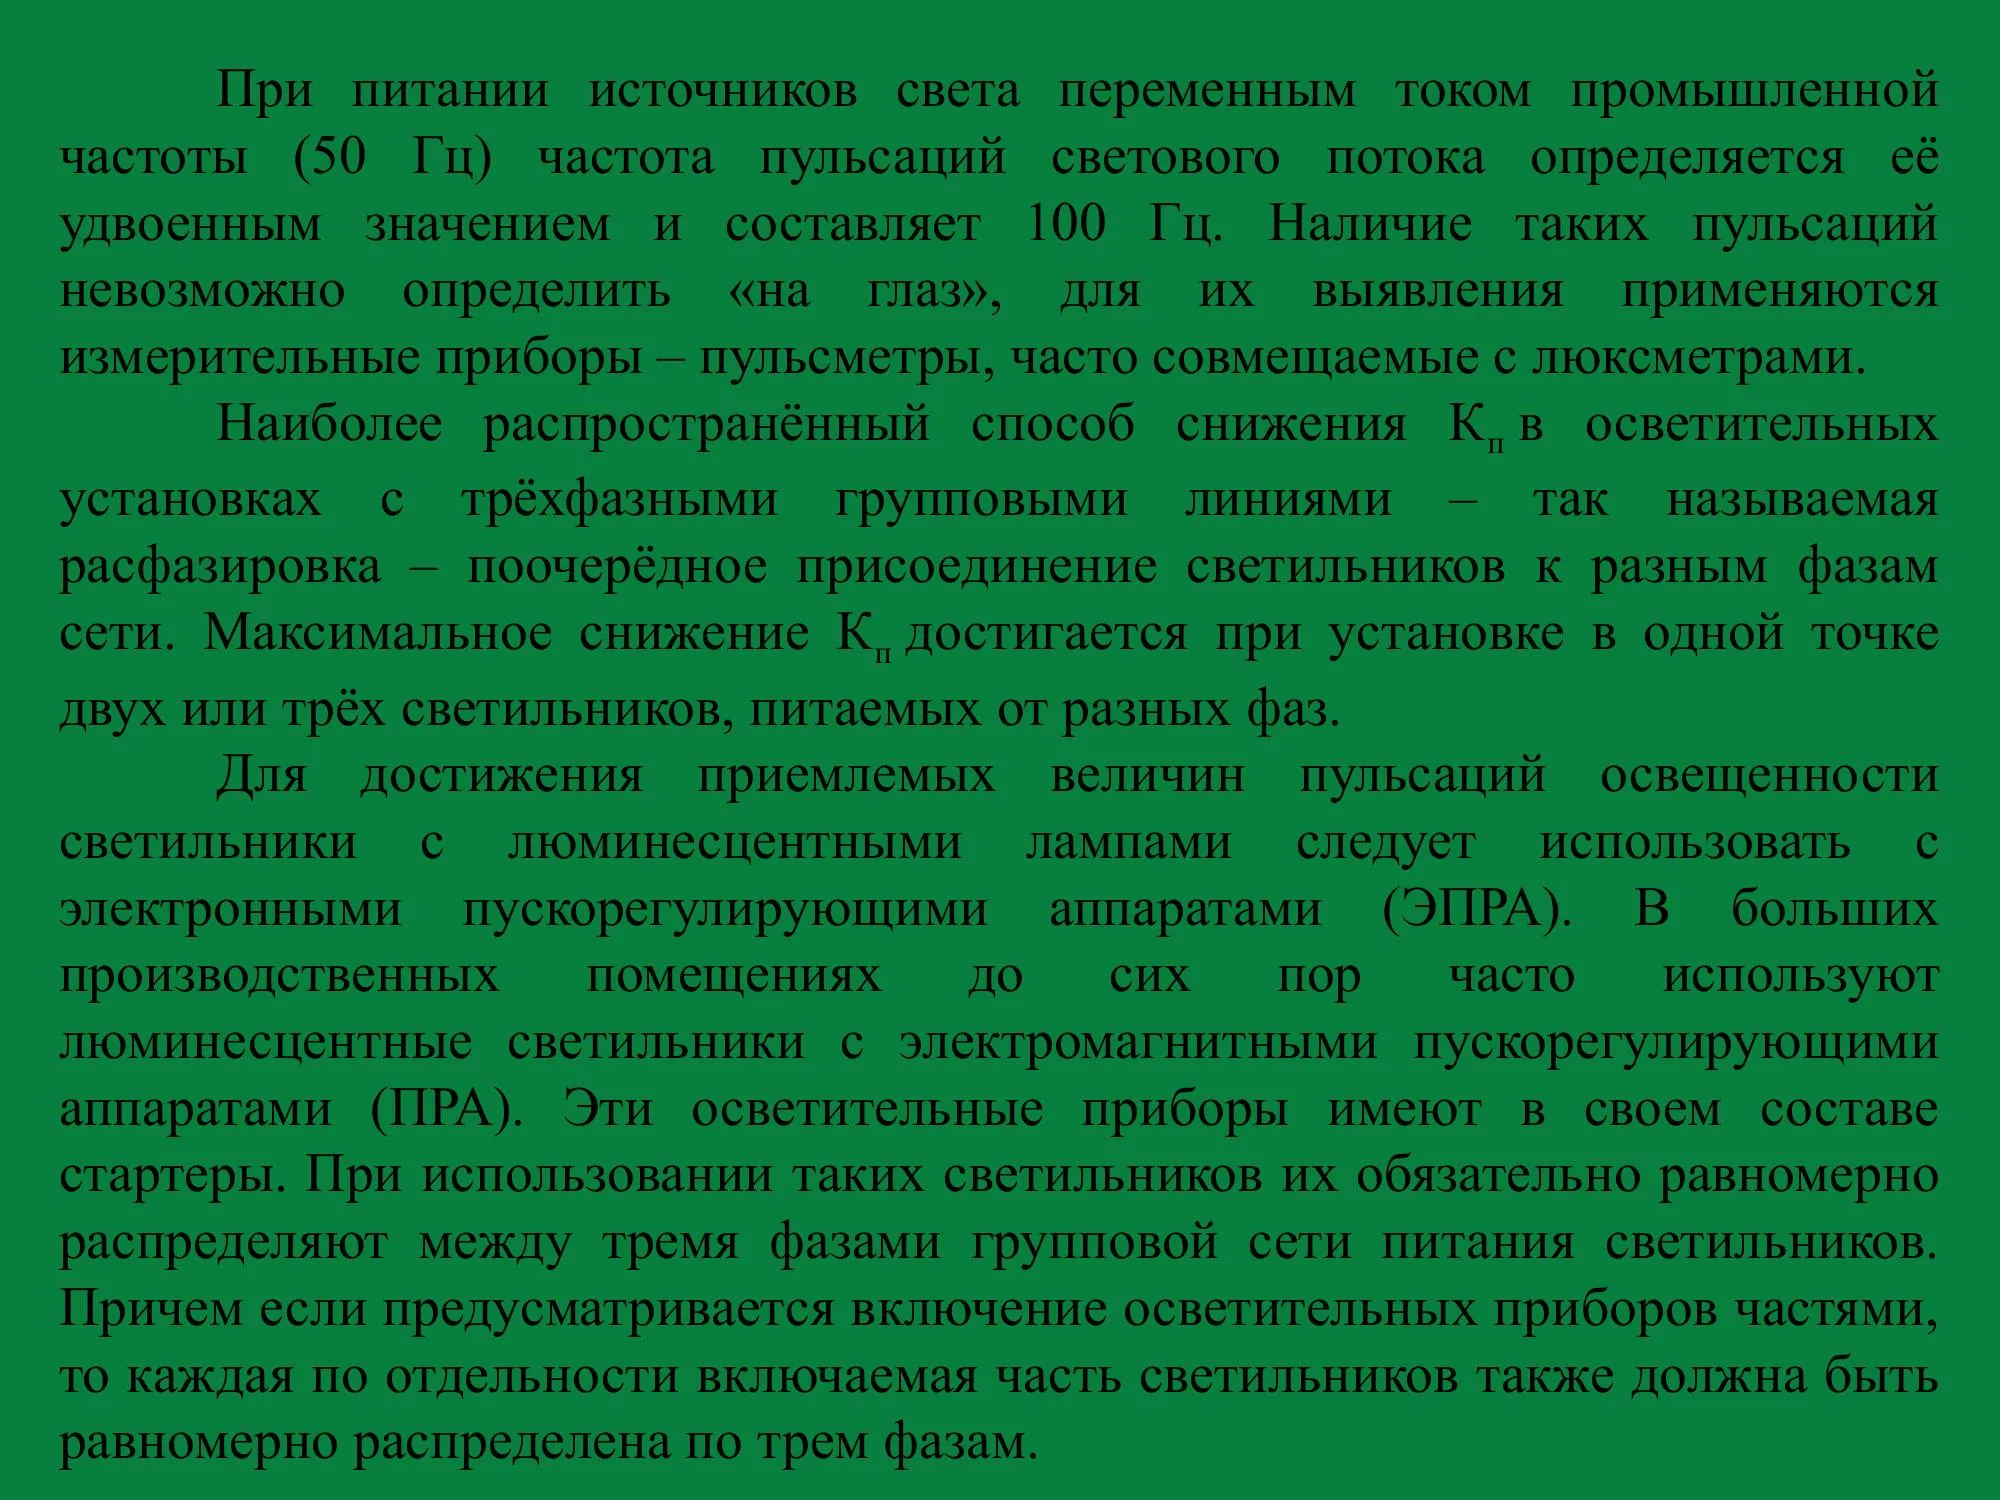 При питании источников света переменным током промышленной
частоты (50 Гц) частота пульсаций светового потока определяется её
удвоенным значением и составляет 100 Гц. Наличие таких пульсаций
невозможно определить «на глаз», для их выявления применяются
измерительные приборы – пульсметры, часто совмещаемые с люксметрами.
Наиболее распространённый способ снижения Кп в осветительных
установках с трёхфазными групповыми линиями – так называемая
расфазировка – поочерёдное присоединение светильников к разным фазам
сети. Максимальное снижение Кп достигается при установке в одной точке
двух или трёх светильников, питаемых от разных фаз.
Для достижения приемлемых величин пульсаций освещенности
светильники с люминесцентными лампами следует использовать с
электронными пускорегулирующими аппаратами (ЭПРА). В больших
производственных помещениях до сих пор часто используют
люминесцентные светильники с электромагнитными пускорегулирующими
аппаратами (ПРА). Эти осветительные приборы имеют в своем составе
стартеры. При использовании таких светильников их обязательно равномерно
распределяют между тремя фазами групповой сети питания светильников.
Причем если предусматривается включение осветительных приборов частями,
то каждая по отдельности включаемая часть светильников также должна быть
равномерно распределена по трем фазам.